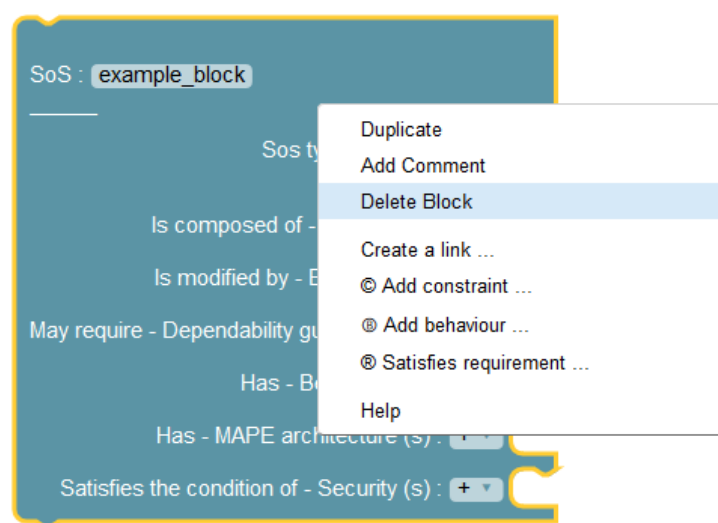 SoS : example_block
Sos ty
Duplicate
Add Comment
Delete Block
Create a link ...
© Add constraint ...
Ⓑ Add behaviour ...
® Satisfies requirement ...
Help
Is composed of -
Is modified by -
May require - Dependability gu
Has - B
Has - MAPE architecture (s) : +
Satisfies the condition of - Security (s) : +